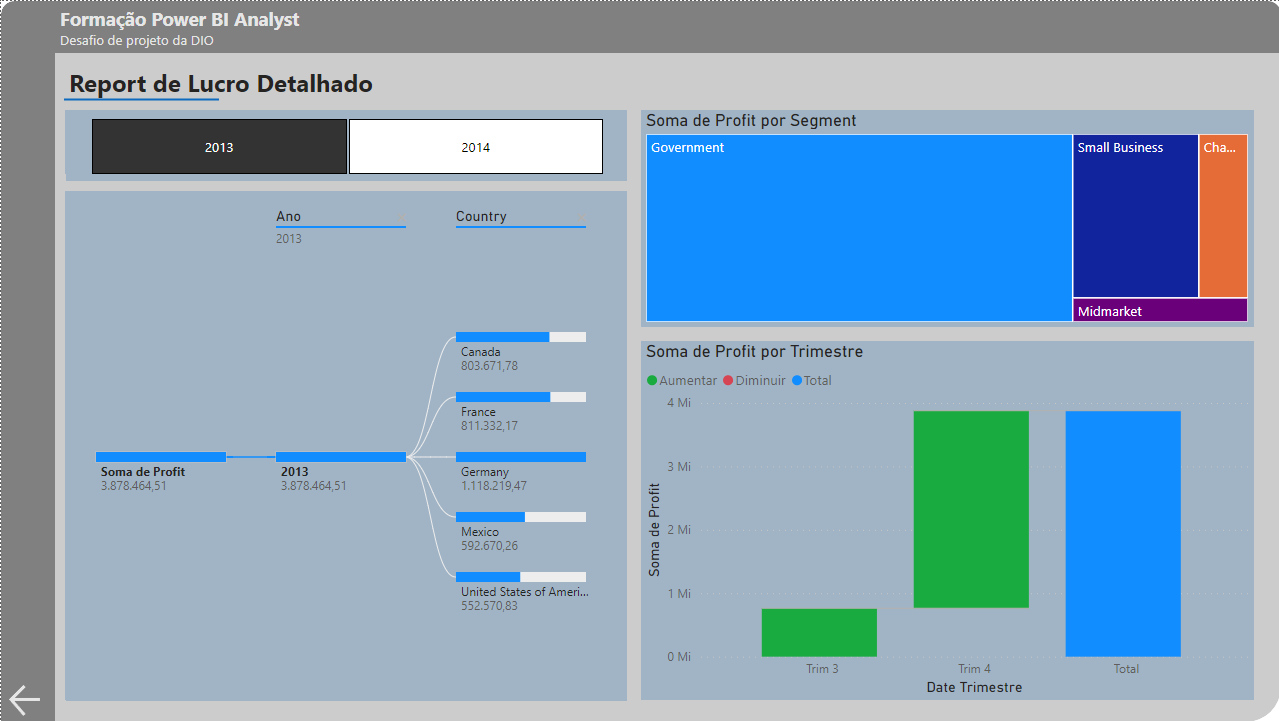 Formação Power BI Analyst
Desafio de projeto da DIO
Report de Lucro Detalhado
2013
2014
Ano
Country
2013
Soma de Profit
3.878.464,51
2013
3.878.464,51
Canada
803.671,78
France
811.332,17
Germany
1.118.219,47
Mexico
592.670,26
United States of Ameri...
552.570,83
Soma de Profit por Segment
Government
Small Business
Cha...
Midmarket
Soma de Profit por Trimestre
Aumentar Diminuir Total
Soma de Profit
4 Mi
3 Mi
2 Mi
1 Mi
0 Mi
Trim 3
Trim 4
Total
Date Trimestre